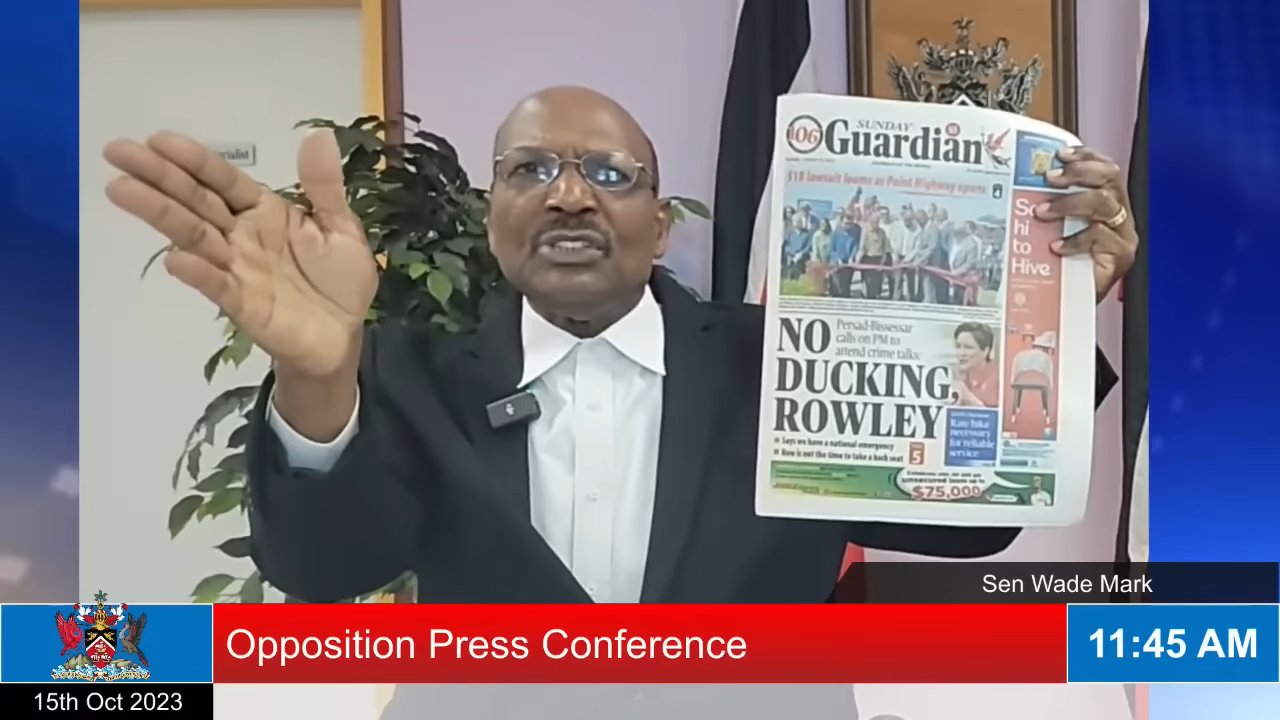 106
SUNDAY
Guardian
$1B lawsuit looms as Point Highway opens
4
to
Hive
NO
Persad-Bissessar
calls on PM to
attend crime talks:
DUCKING,
ROWLEY
Says we have a national emergency
Now is not the time to take a back seat
5
Rate hike
necessary
for reliable
service
unsecured loans up to
$75,000
Sen Wade Mark
Opposition Press Conference
11:45 AM
15th Oct 2023